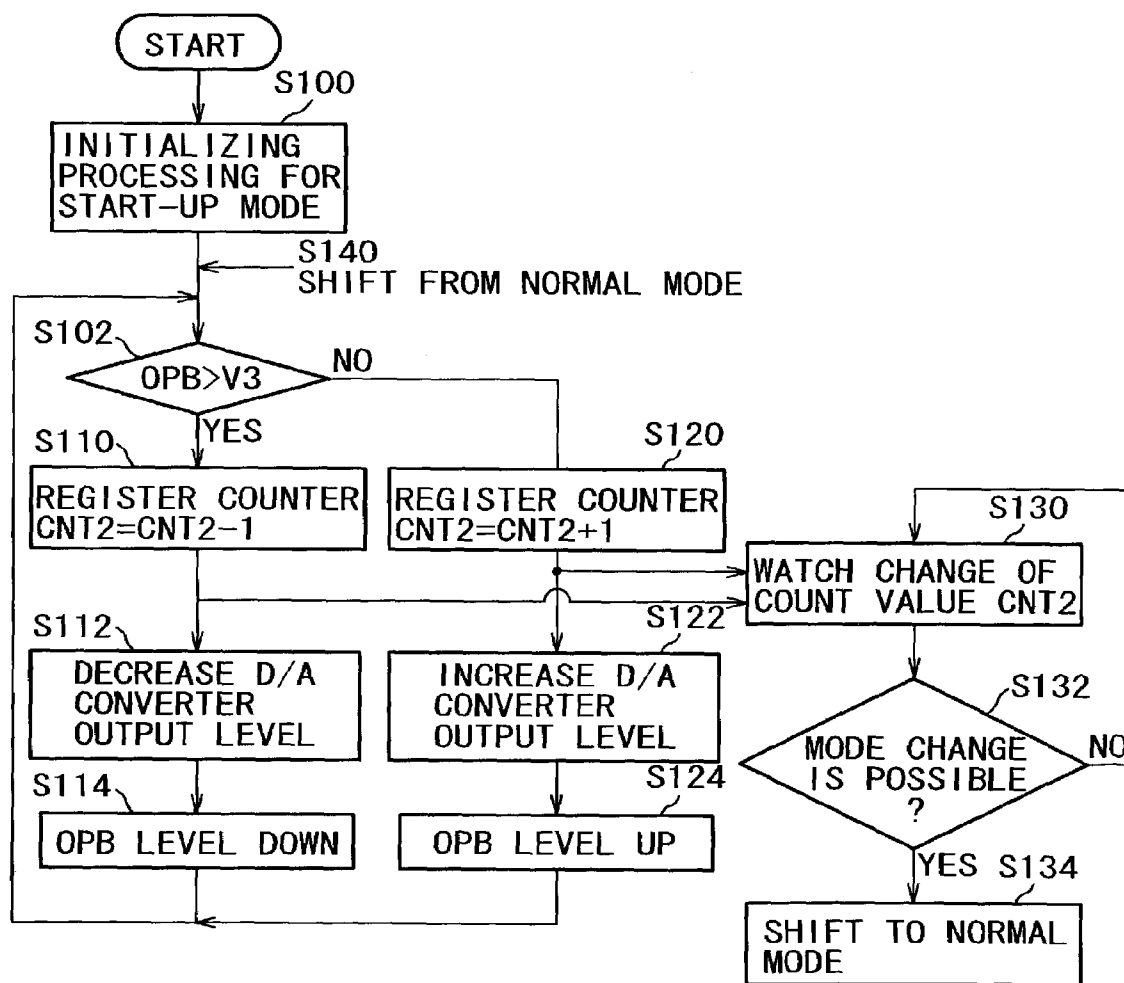 START
S100
INITIALIZING
PROCESSING FOR
START-UP MODE
S140
SHIFT FROM NORMAL MODE
S102
OPB>V3
NO
YES
S110
REGISTER COUNTER
CNT2=CNT2-1
S120
REGISTER COUNTER
CNT2=CNT2+1
S130
WATCH CHANGE OF
COUNT VALUE CNT2
S112
DECREASE D/A
CONVERTER
OUTPUT LEVEL
S122
INCREASE D/A
CONVERTER
OUTPUT LEVEL
S132
MODE CHANGE
IS POSSIBLE
?
NO
YES
S114
OPB LEVEL DOWN
S124
OPB LEVEL UP
S134
SHIFT TO NORMAL
MODE